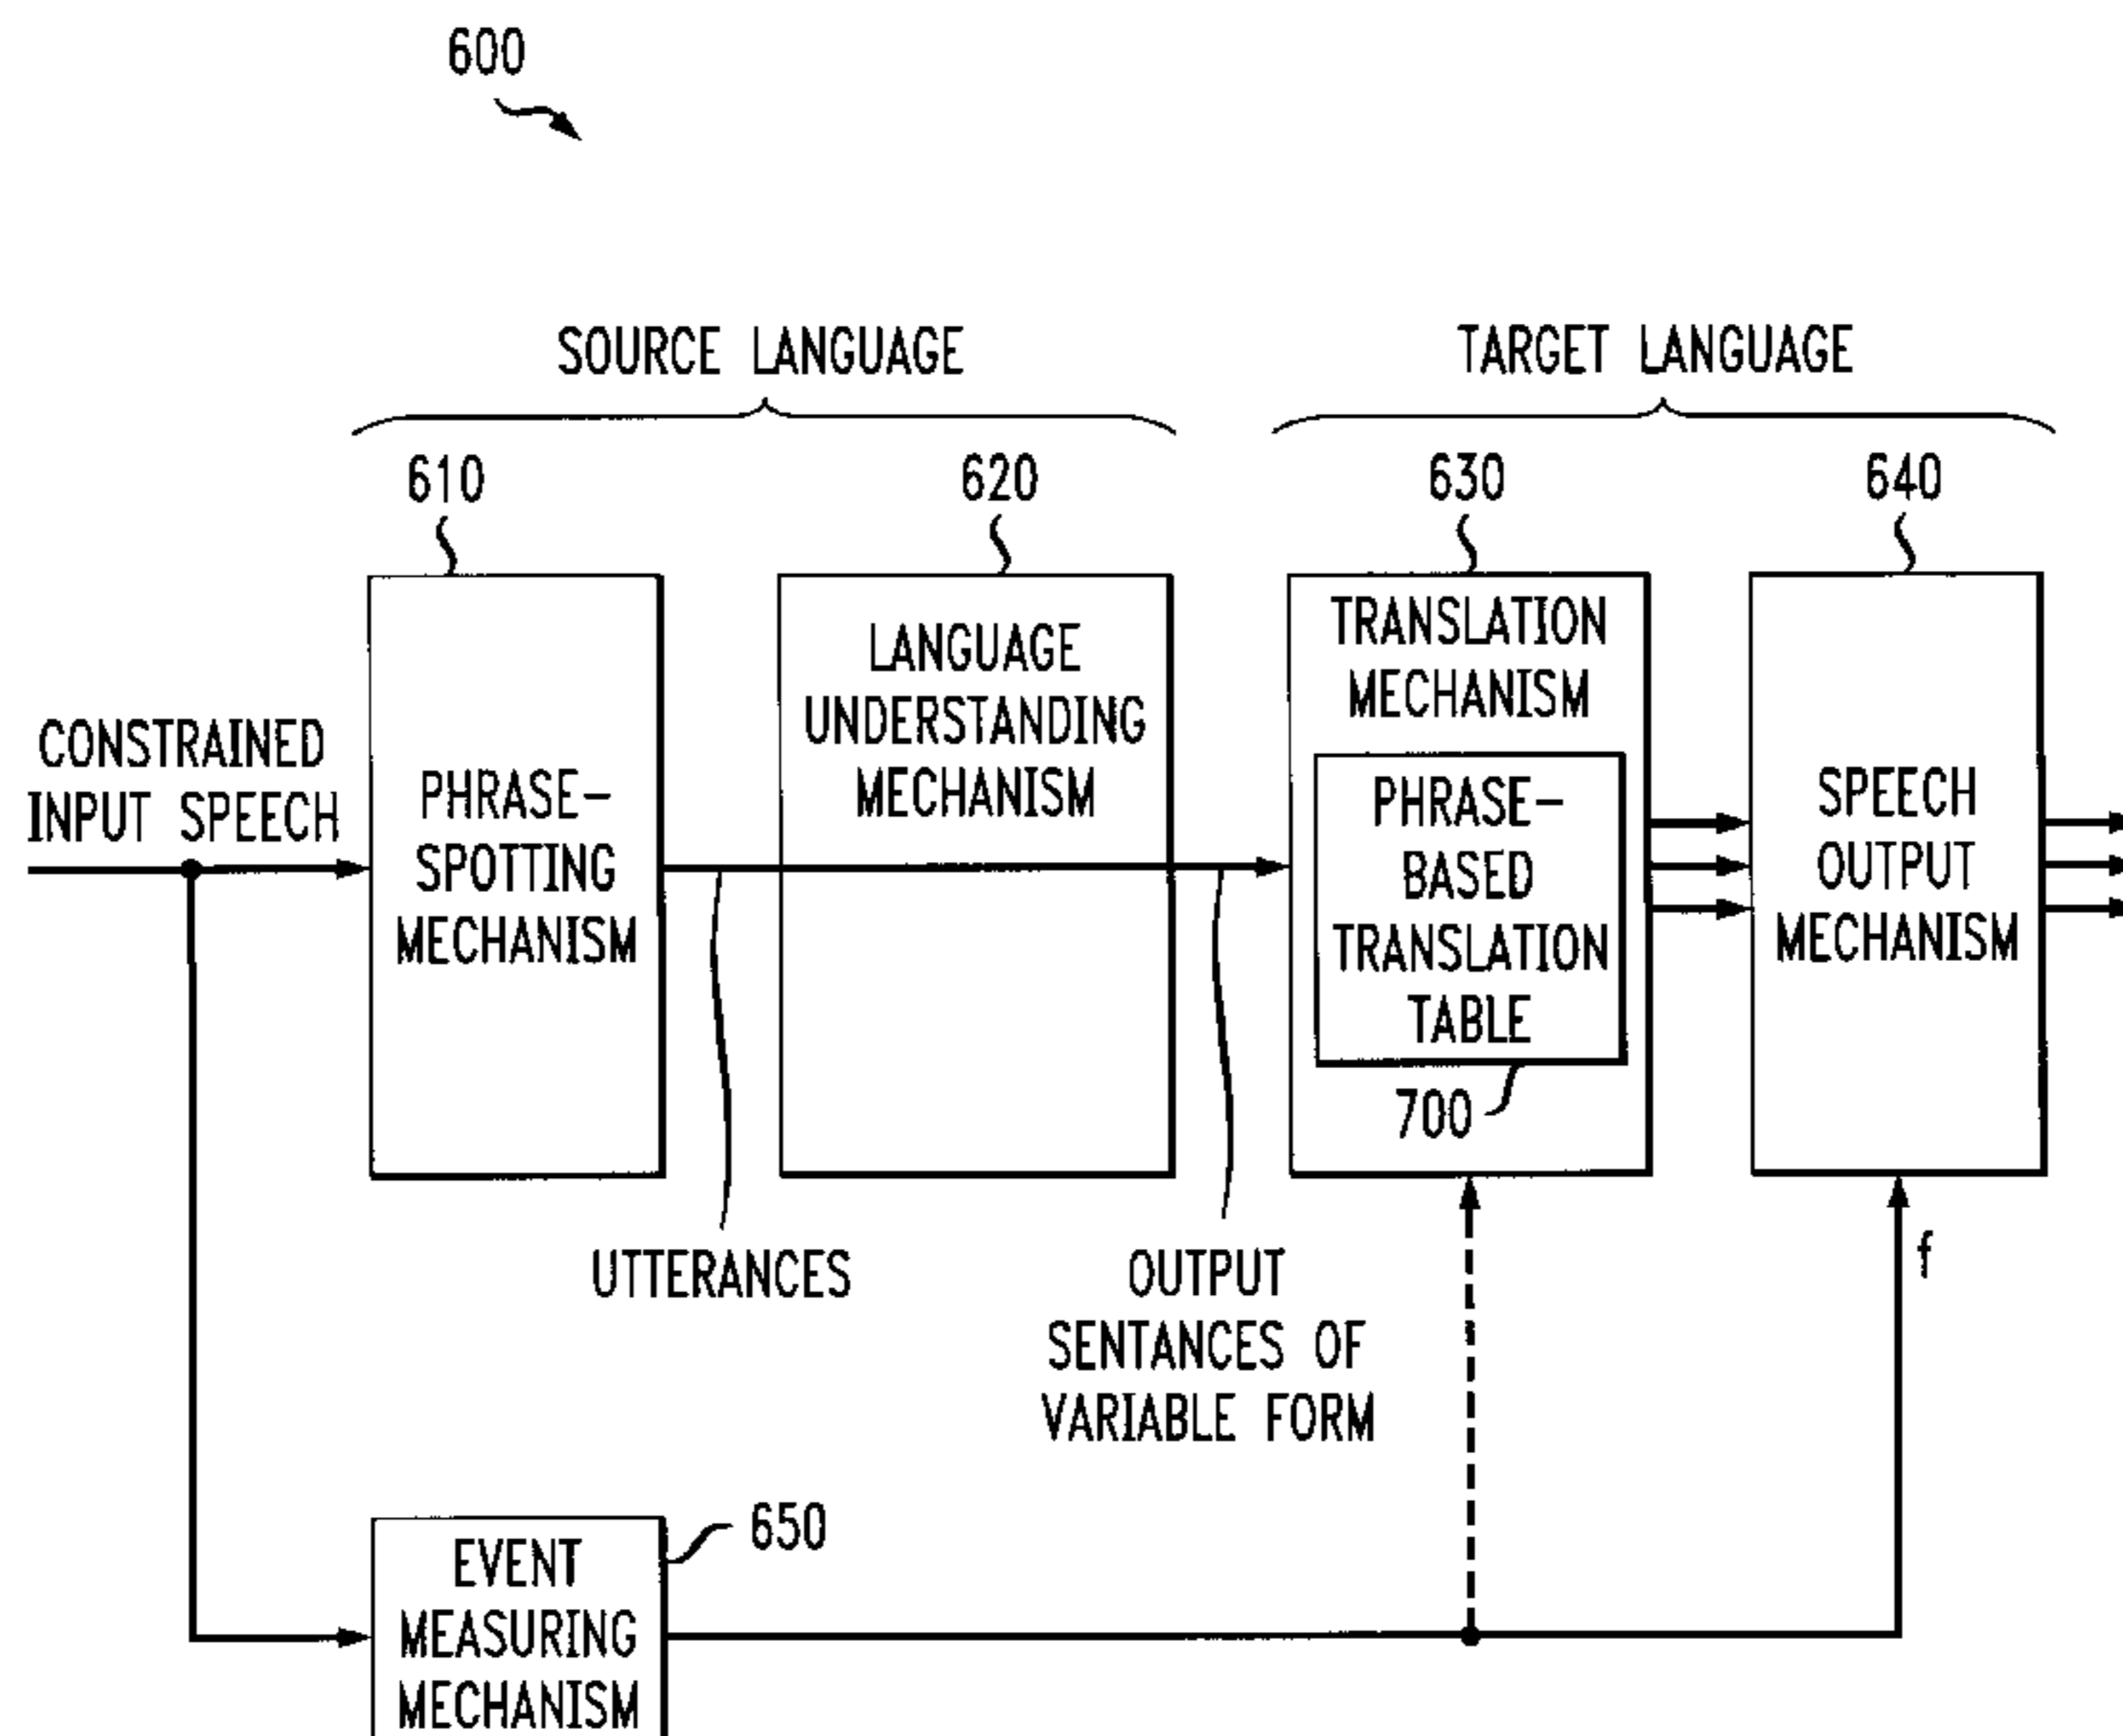 600
SOURCE LANGUAGE
TARGET LANGUAGE
610
620
630
640
CONSTRAINED
INPUT SPEECH
PHRASE-
SPOTTING
MECHANISM
LANGUAGE
UNDERSTANDING
MECHANISM
TRANSLATION
MECHANISM
PHRASE-
BASED
TRANSLATION
TABLE
700
SPEECH
OUTPUT
MECHANISM
UTTERANCES
OUTPUT
SENTANCES OF
VARIABLE FORM
f
650
EVENT
MEASURING
MECHANISM